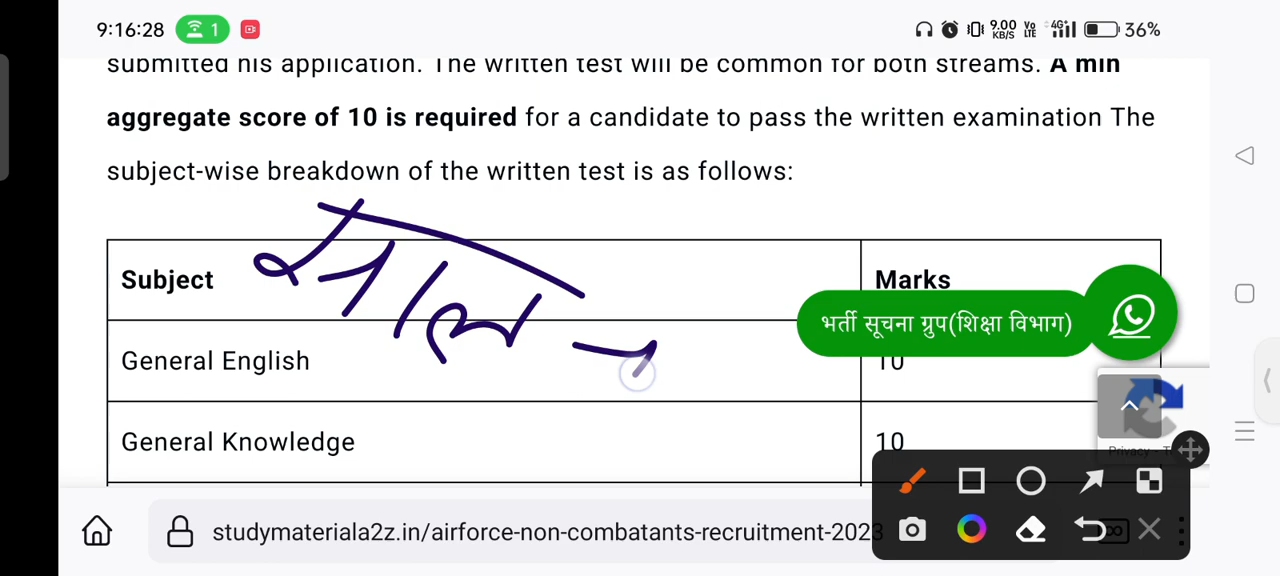 9:16:28
1
9.00 KB/S
Vo LTE
4G+
36%
submitted his application. The written test will be common for both streams. A min
aggregate score of 10 is required for a candidate to pass the written examination The
subject-wise breakdown of the written test is as follows:
Subject
Marks
भर्ती सूचना ग्रुप(शिक्षा विभाग)
General English
10
General Knowledge
10
studymateriala2z.in/airforce-non-combatants-recruitment-2023